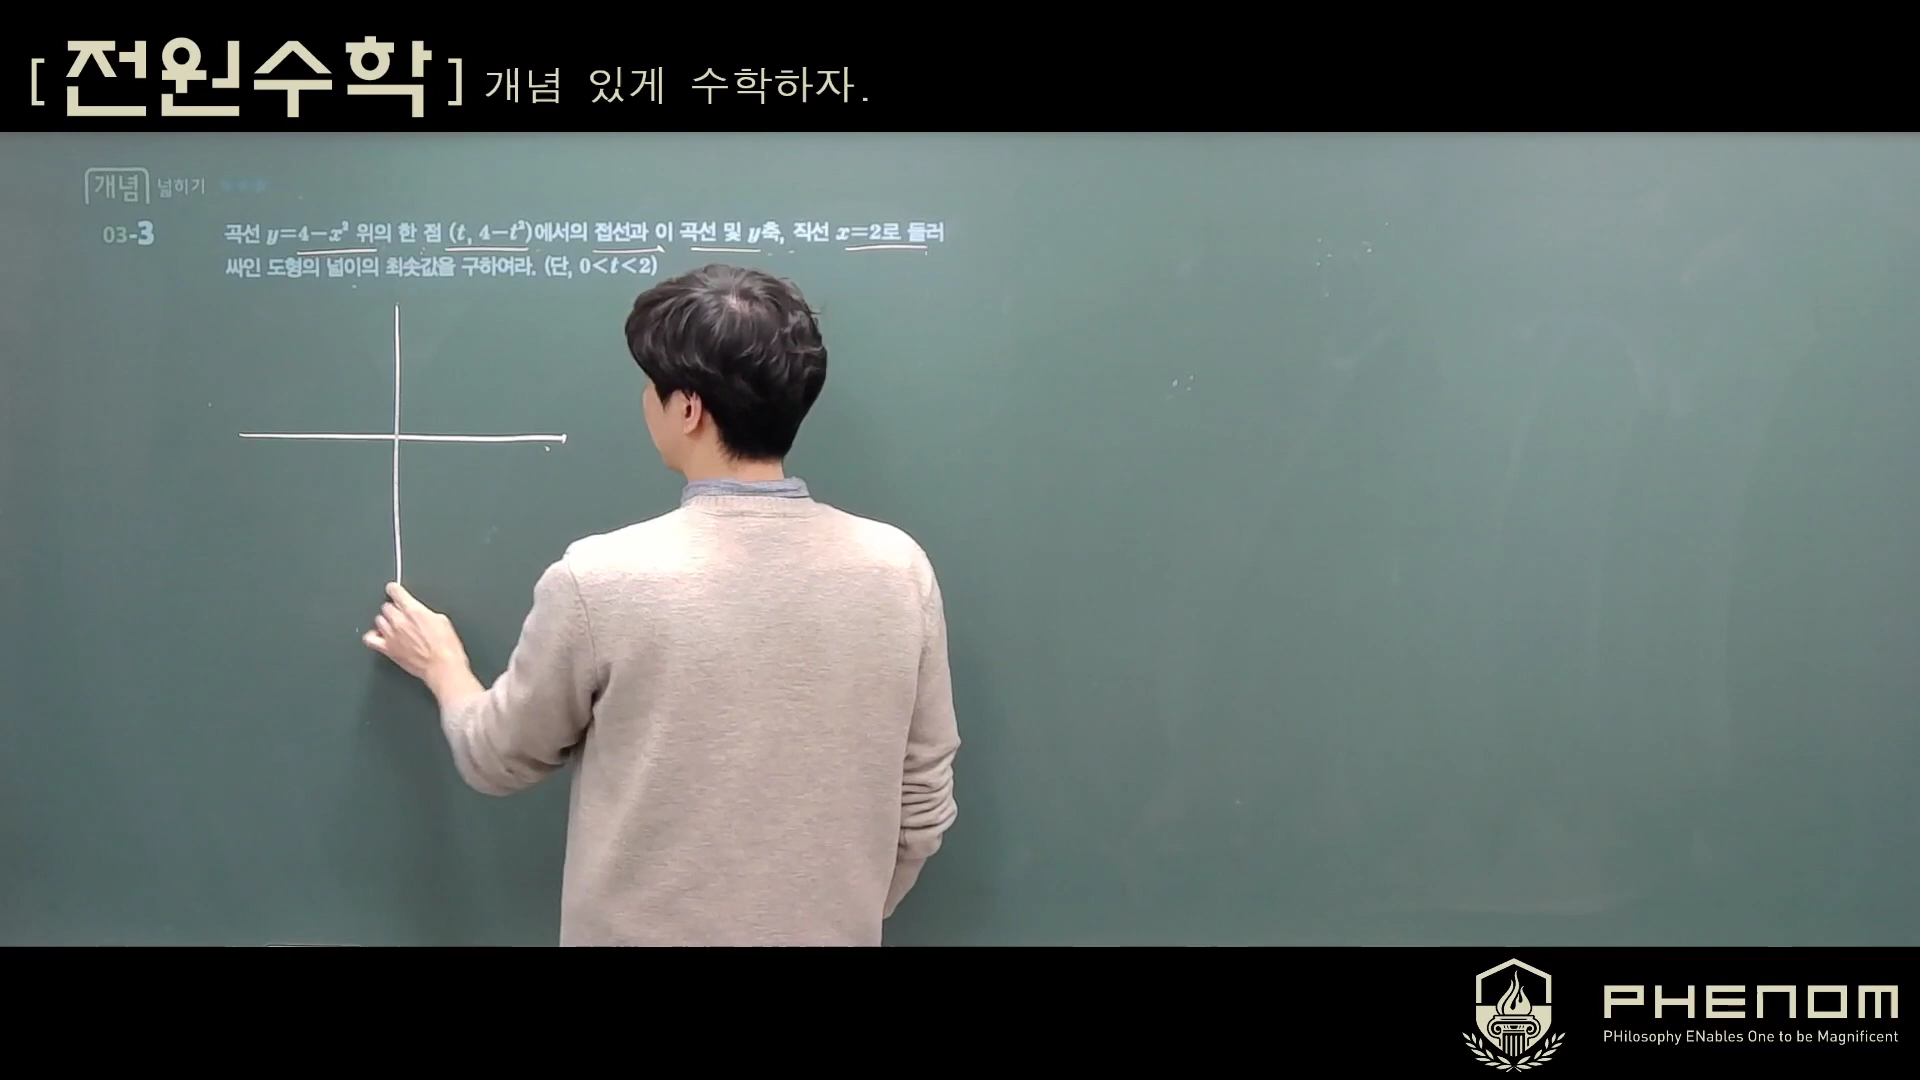 [전원수학] 개념 있게 수학하자.
개념 넓히기
03-3 곡선 y=4−x² 위의 한 점 (t, 4−t²)에서의 접선과 이 곡선 및 y축, 직선 x=2로 둘러
싸인 도형의 넓이의 최솟값을 구하여라. (단, 0<t<2)
PHENOM
PHilosophy ENables One to be Magnificent